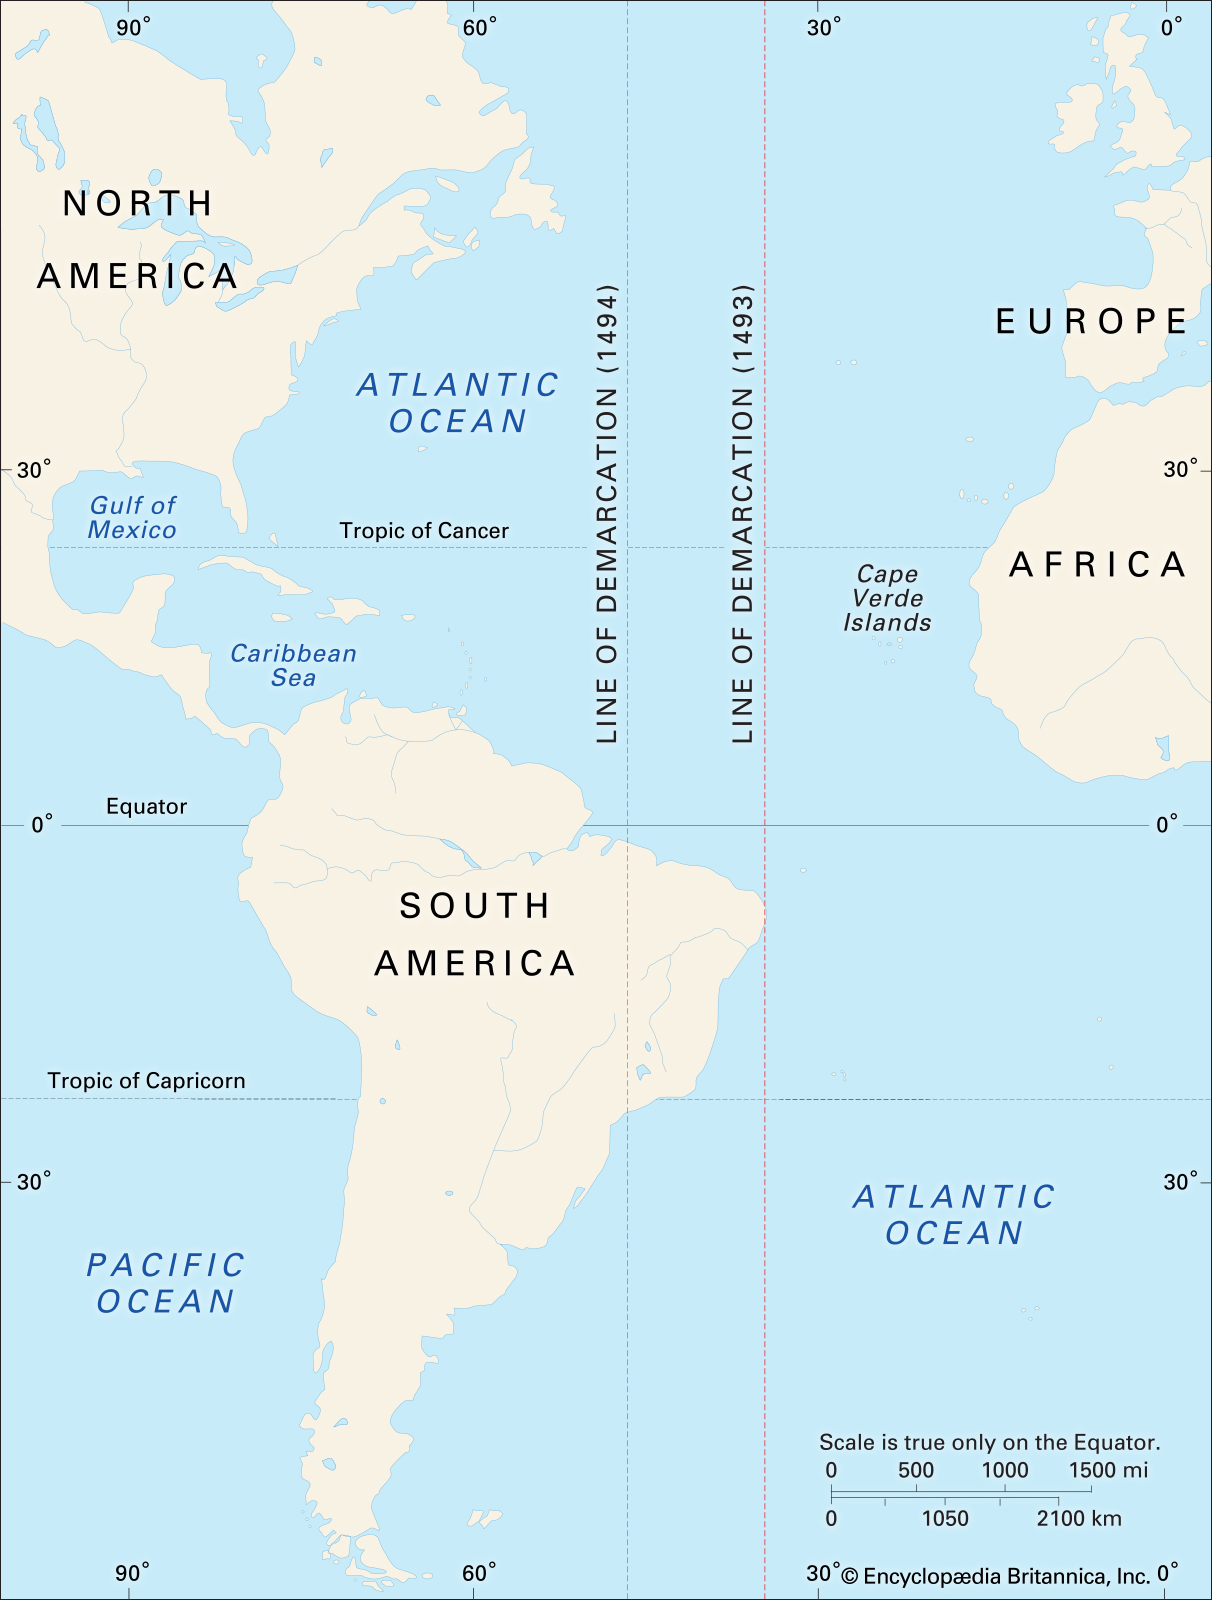 90°
60°
30°
0°
NORTH
AMERICA
EUROPE
LINE OF DEMARCATION (1494)
LINE OF DEMARCATION (1493)
ATLANTIC
OCEAN
30°
30°
Gulf of
Mexico
Tropic of Cancer
AFRICA
Cape
Verde
Islands
Caribbean
Sea
Equator
0°
0°
SOUTH
AMERICA
Tropic of Capricorn
30°
30°
ATLANTIC
OCEAN
PACIFIC
OCEAN
Scale is true only on the Equator.
0 500 1000 1500 mi
0 1050 2100 km
90°
60°
30°
0°
© Encyclopædia Britannica, Inc.